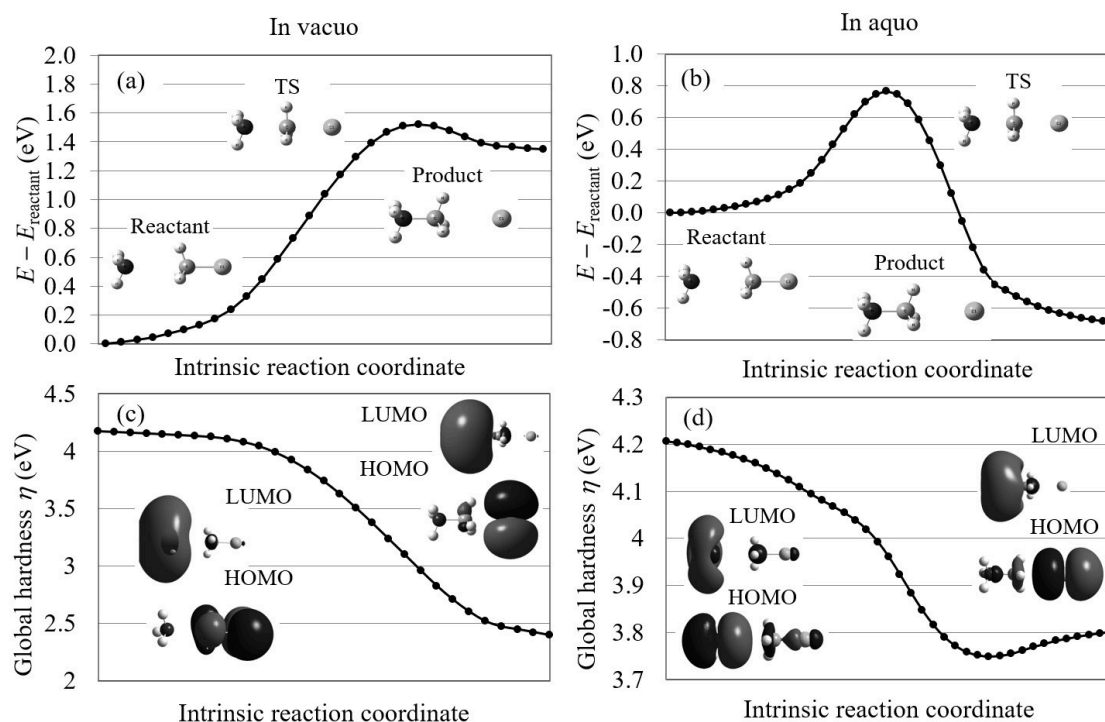 In vacuo
In aquo
(a)
2.0
1.8
1.6
1.4
1.2
1.0
0.8
0.6
0.4
0.2
0.0
E − E reactant (eV)
TS
Product
Reactant
Intrinsic reaction coordinate
(b)
1.0
0.8
0.6
0.4
0.2
0.0
-0.2
-0.4
-0.6
-0.8
E − E reactant (eV)
TS
Reactant
Product
Intrinsic reaction coordinate
(c)
4.5
4
3.5
3
2.5
2
Global hardness η (eV)
LUMO
HOMO
LUMO
HOMO
Intrinsic reaction coordinate
(d)
4.3
4.2
4.1
4
3.9
3.8
3.7
Global hardness η (eV)
LUMO
HOMO
LUMO
HOMO
Intrinsic reaction coordinate